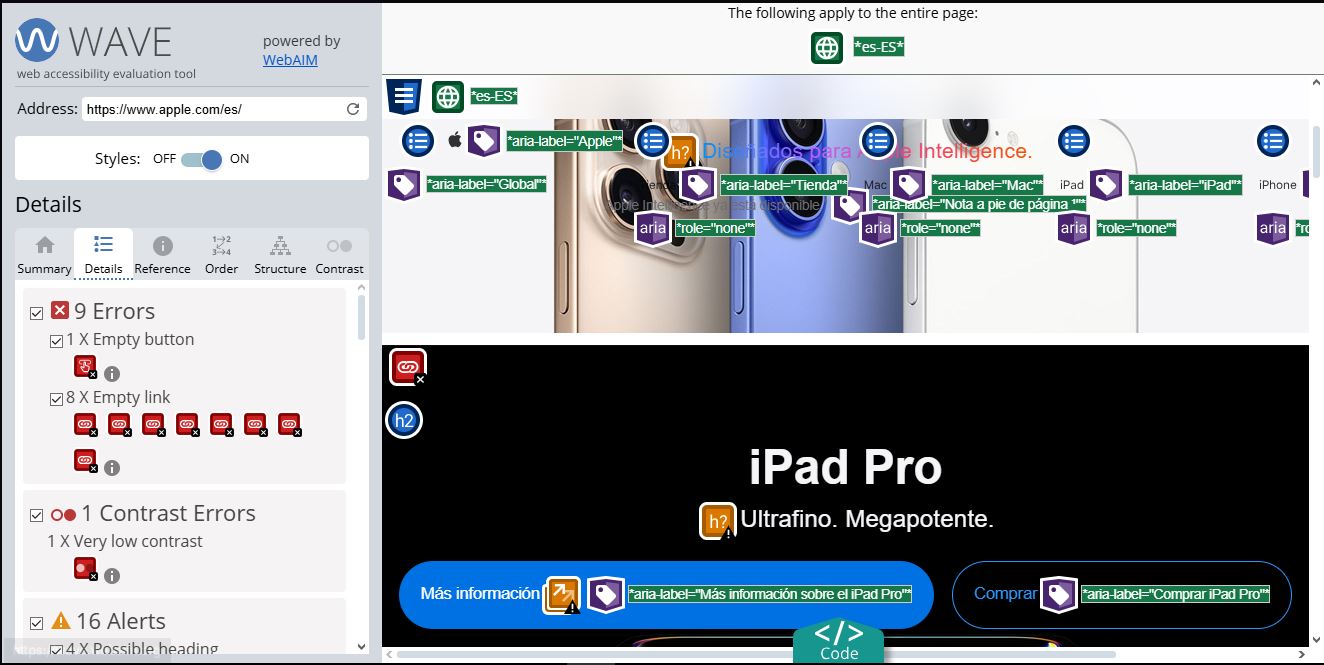 WAVE
powered by
WebAIM
web accessibility evaluation tool
Address: https://www.apple.com/es/
Styles: OFF ON
Details
Summary Details Reference Order Structure Contrast
9 Errors
1 X Empty button
8 X Empty link
1 Contrast Errors
1 X Very low contrast
16 Alerts
4 X Possible heading
The following apply to the entire page:
*es-ES*
*es-ES*
*aria-label="Apple"*
h? Diseñados para Apple Intelligence.
*aria-label="Global"*
*aria-label="Tienda"*
Mac *aria-label="Mac"*
iPad *aria-label="iPad"*
iPhone
Apple Intelligence ya está disponible
*aria-label="Nota a pie de página 1"*
aria *role="none"*
aria *role="none"*
aria *role="none"*
aria
h2
iPad Pro
h? Ultrafino. Megapotente.
Más información *aria-label="Más información sobre el iPad Pro"*
Comprar *aria-label="Comprar iPad Pro"*
</> Code